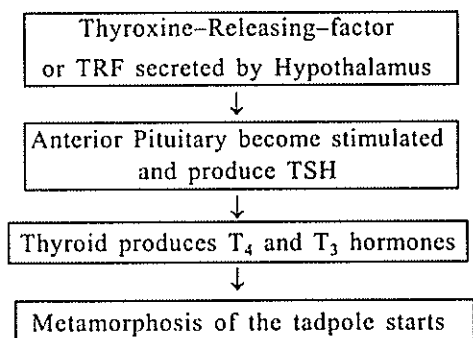 Thyroxine–Releasing–factor
or TRF secreted by Hypothalamus
↓
Anterior Pituitary become stimulated
and produce TSH
↓
Thyroid produces T₄ and T₃ hormones
↓
Metamorphosis of the tadpole starts